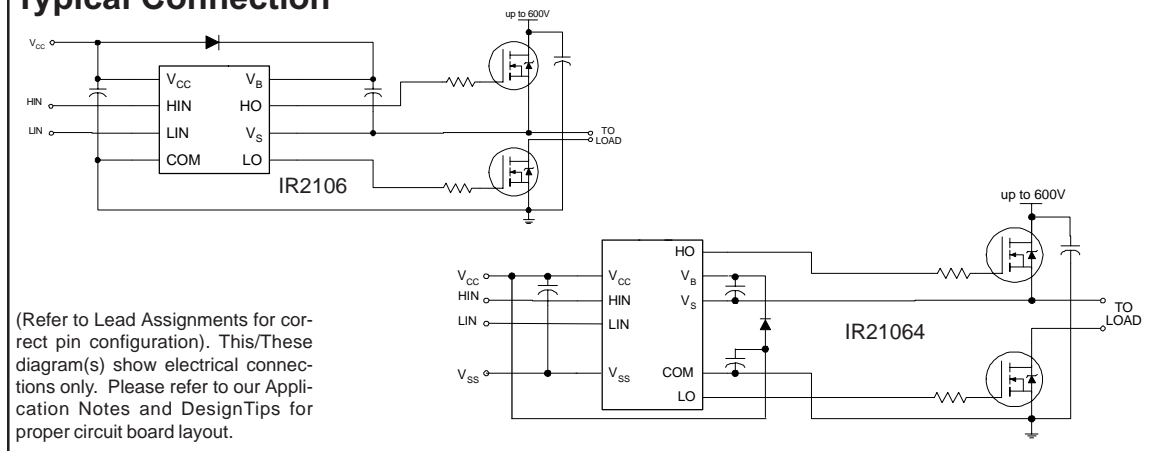 Typical Connection
up to 600V
VCC
VCC
VB
HIN
HIN
HO
LIN
LIN
VS
TO
LOAD
COM
LO
IR2106
up to 600V
HO
VCC
VCC
VB
HIN
HIN
VS
TO
LOAD
LIN
LIN
IR21064
VSS
VSS
COM
LO
(Refer to Lead Assignments for cor-
rect pin configuration). This/These
diagram(s) show electrical connec-
tions only. Please refer to our Appli-
cation Notes and DesignTips for
proper circuit board layout.